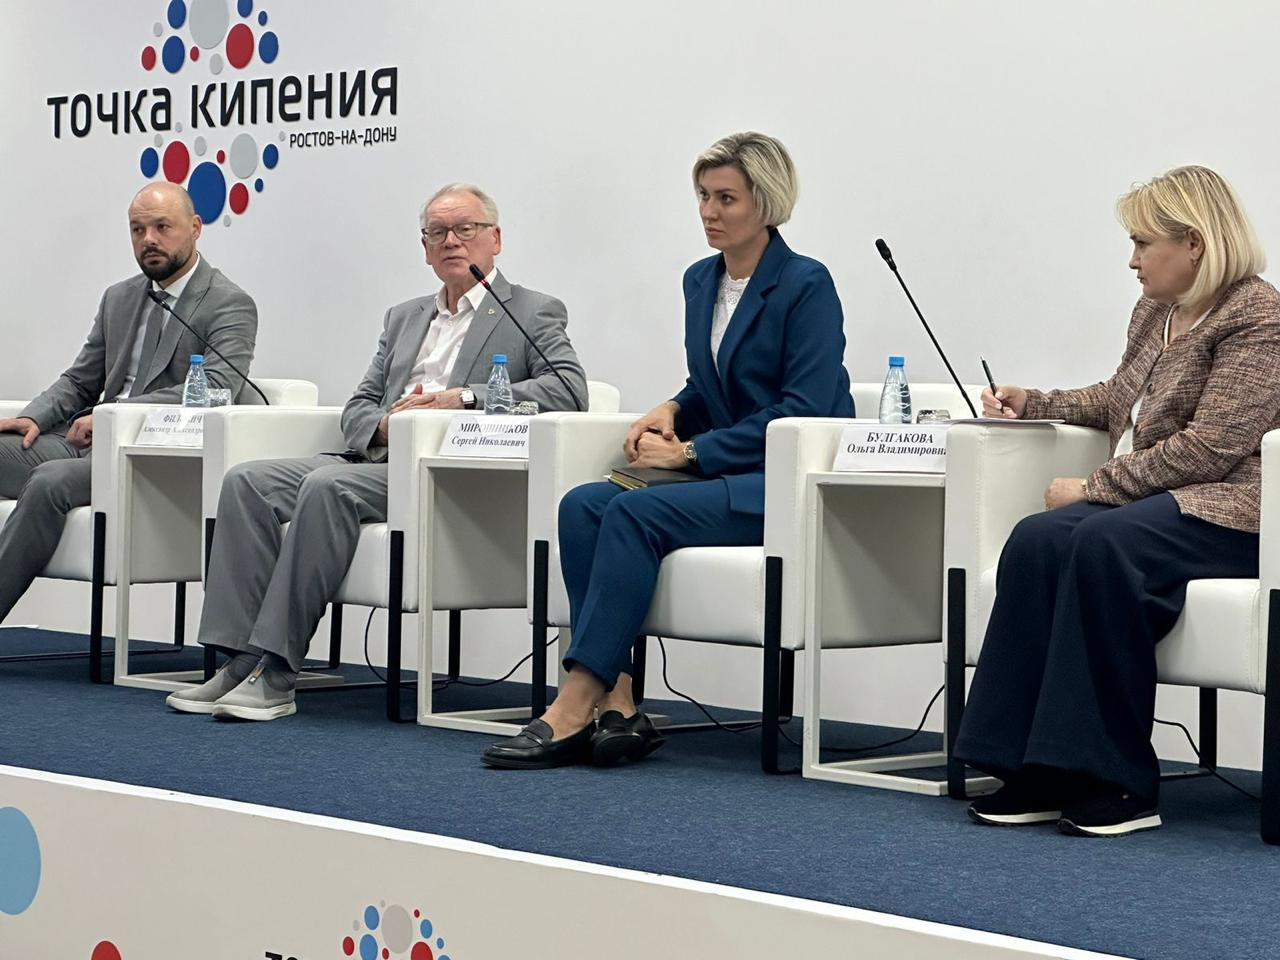 точка кипения
РОСТОВ-НА-ДОНУ
МИРОШНИКОВ
Сергей Николаевич
БУЛГАКОВА
Ольга Владимировна